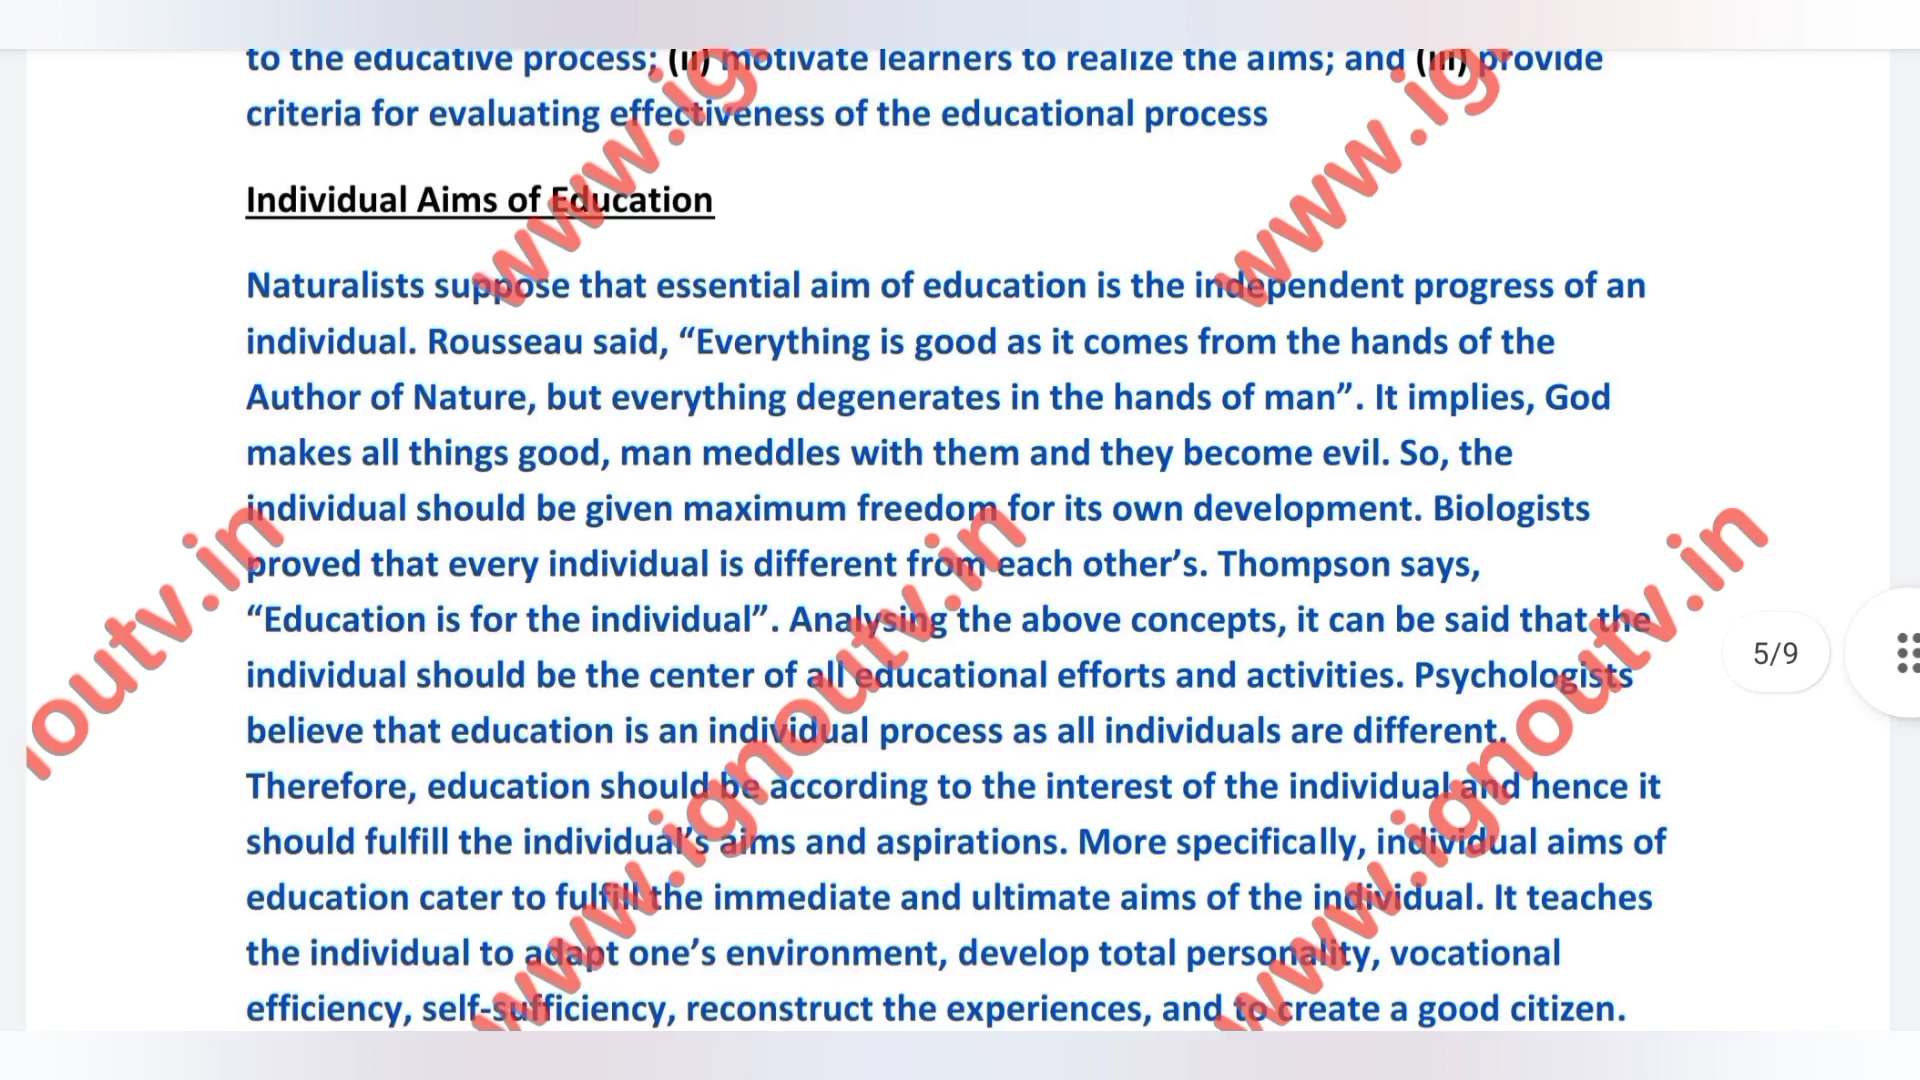 to the educative process; (ii) motivate learners to realize the aims; and (iii) provide
criteria for evaluating effectiveness of the educational process
Individual Aims of Education
Naturalists suppose that essential aim of education is the independent progress of an
individual. Rousseau said, “Everything is good as it comes from the hands of the
Author of Nature, but everything degenerates in the hands of man”. It implies, God
makes all things good, man meddles with them and they become evil. So, the
individual should be given maximum freedom for its own development. Biologists
proved that every individual is different from each other’s. Thompson says,
“Education is for the individual”. Analysing the above concepts, it can be said that the
individual should be the center of all educational efforts and activities. Psychologists
believe that education is an individual process as all individuals are different.
Therefore, education should be according to the interest of the individual and hence it
should fulfill the individual’s aims and aspirations. More specifically, individual aims of
education cater to fulfill the immediate and ultimate aims of the individual. It teaches
the individual to adapt one’s environment, develop total personality, vocational
efficiency, self-sufficiency, reconstruct the experiences, and to create a good citizen.
5/9
www.ig
www.ig
noutv.in
www.ignoutv.in
www.ignoutv.in